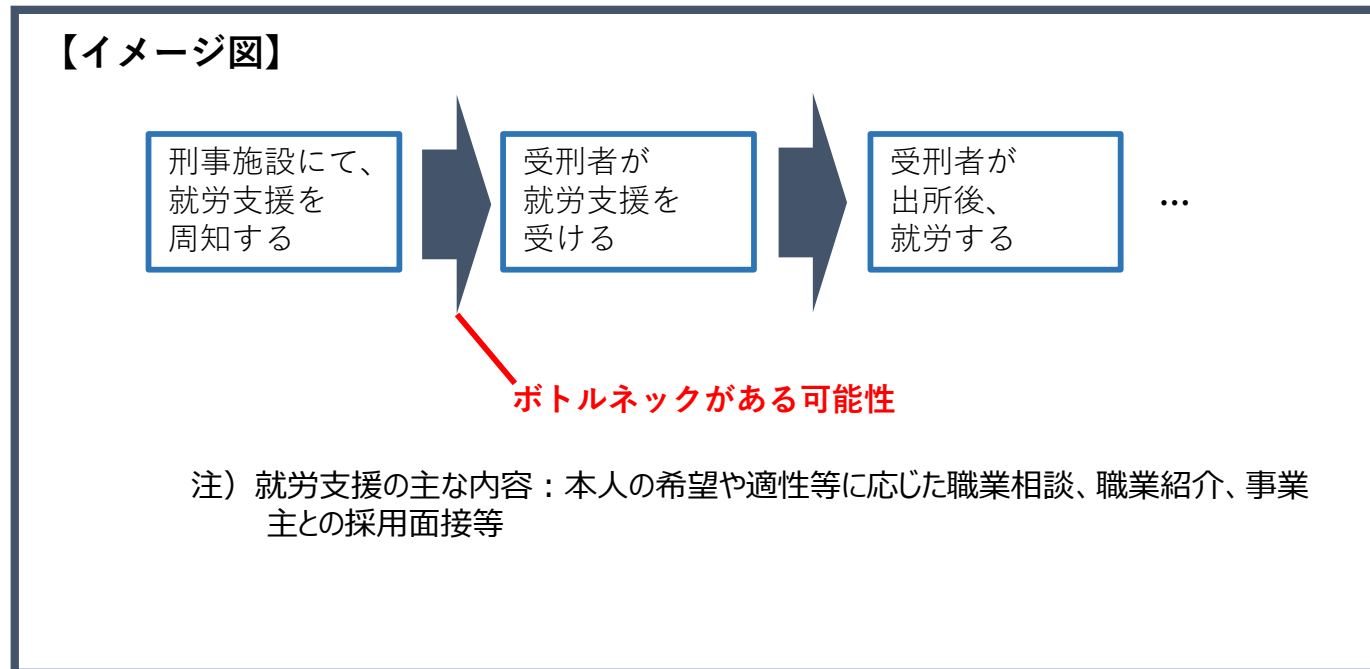 【イメージ図】
刑事施設にて、
就労支援を
周知する
受刑者が
就労支援を
受ける
受刑者が
出所後、
就労する
…
ボトルネックがある可能性
注）就労支援の主な内容：本人の希望や適性等に応じた職業相談、職業紹介、事業
主との採用面接等